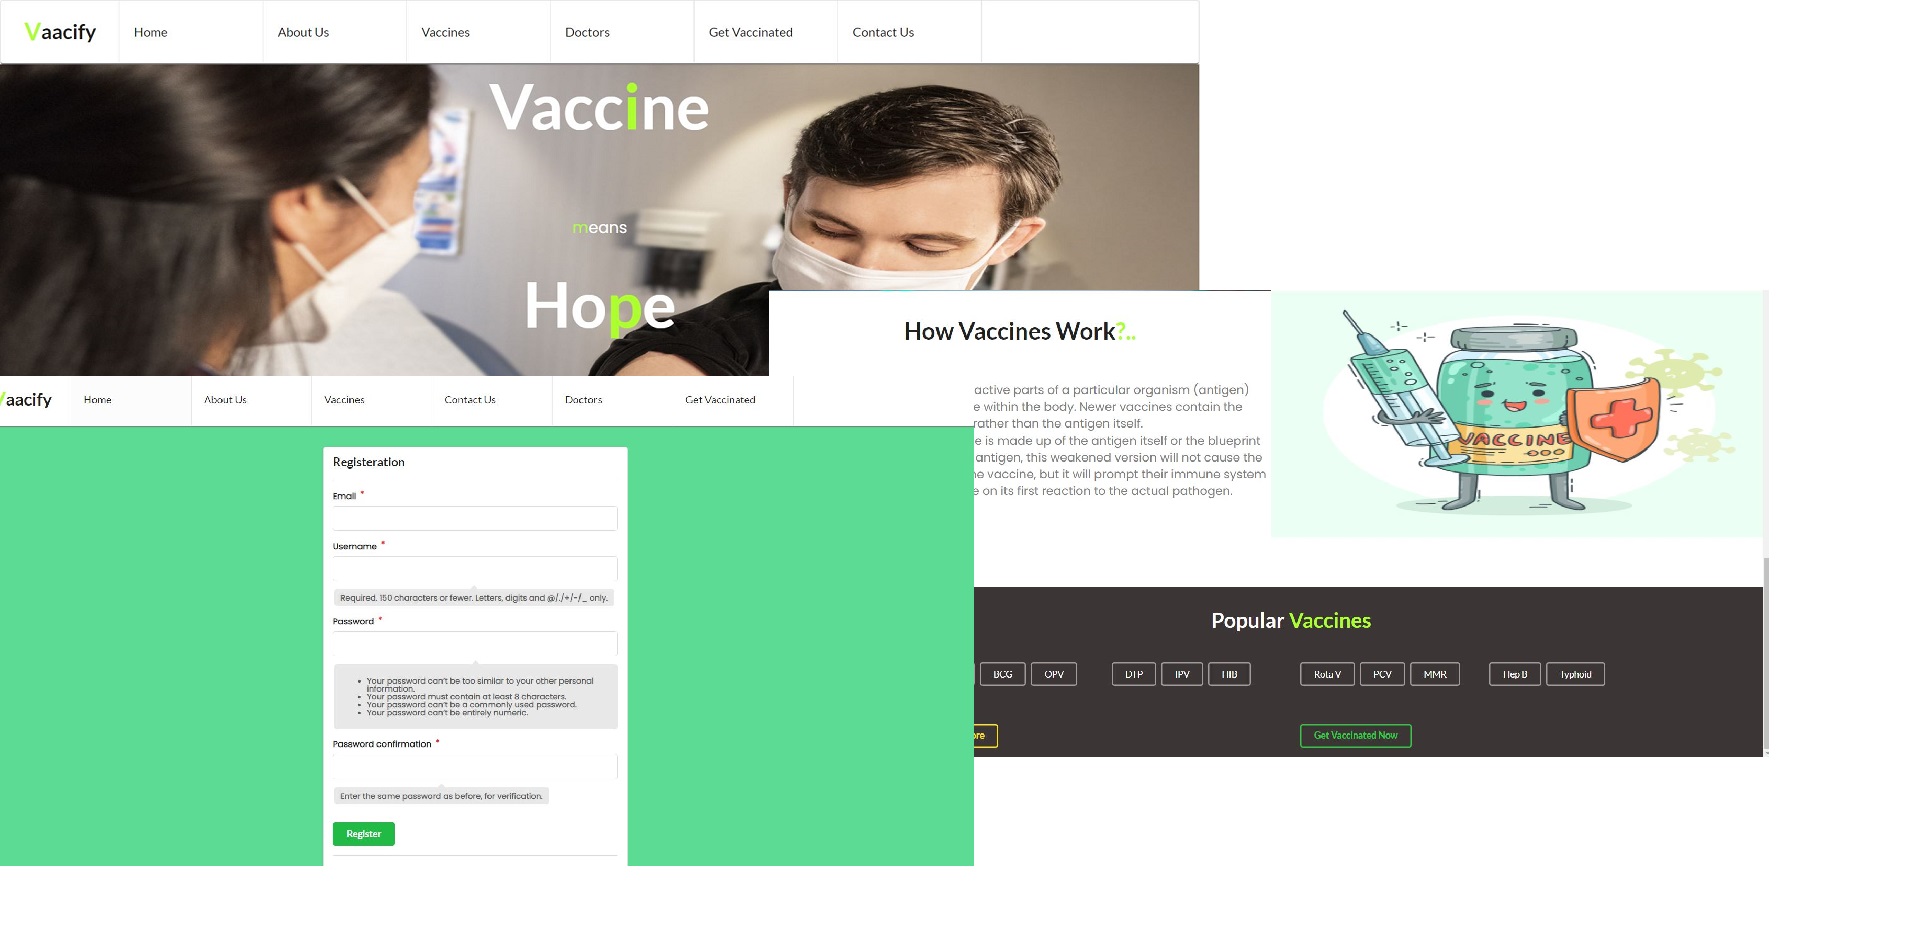 Vaacify
Home
About Us
Vaccines
Doctors
Get Vaccinated
Contact Us
Vaccine
means
Hope
How Vaccines Work?..
active parts of a particular organism (antigen)
e within the body. Newer vaccines contain the
rather than the antigen itself.
e is made up of the antigen itself or the blueprint
antigen, this weakened version will not cause the
he vaccine, but it will prompt their immune system
e on its first reaction to the actual pathogen.
VACCINE
Popular Vaccines
BCG
OPV
DTP
IPV
HIB
Rota V
PCV
MMR
Hep B
Typhoid
ore
Get Vaccinated Now
Vaacify
Home
About Us
Vaccines
Contact Us
Doctors
Get Vaccinated
Registeration
Email *
Username *
Required. 150 characters or fewer. Letters, digits and @/./+/-/_ only.
Password *
• Your password can't be too similar to your other personal
information.
• Your password must contain at least 8 characters.
• Your password can't be a commonly used password.
• Your password can't be entirely numeric.
Password confirmation *
Enter the same password as before, for verification.
Register